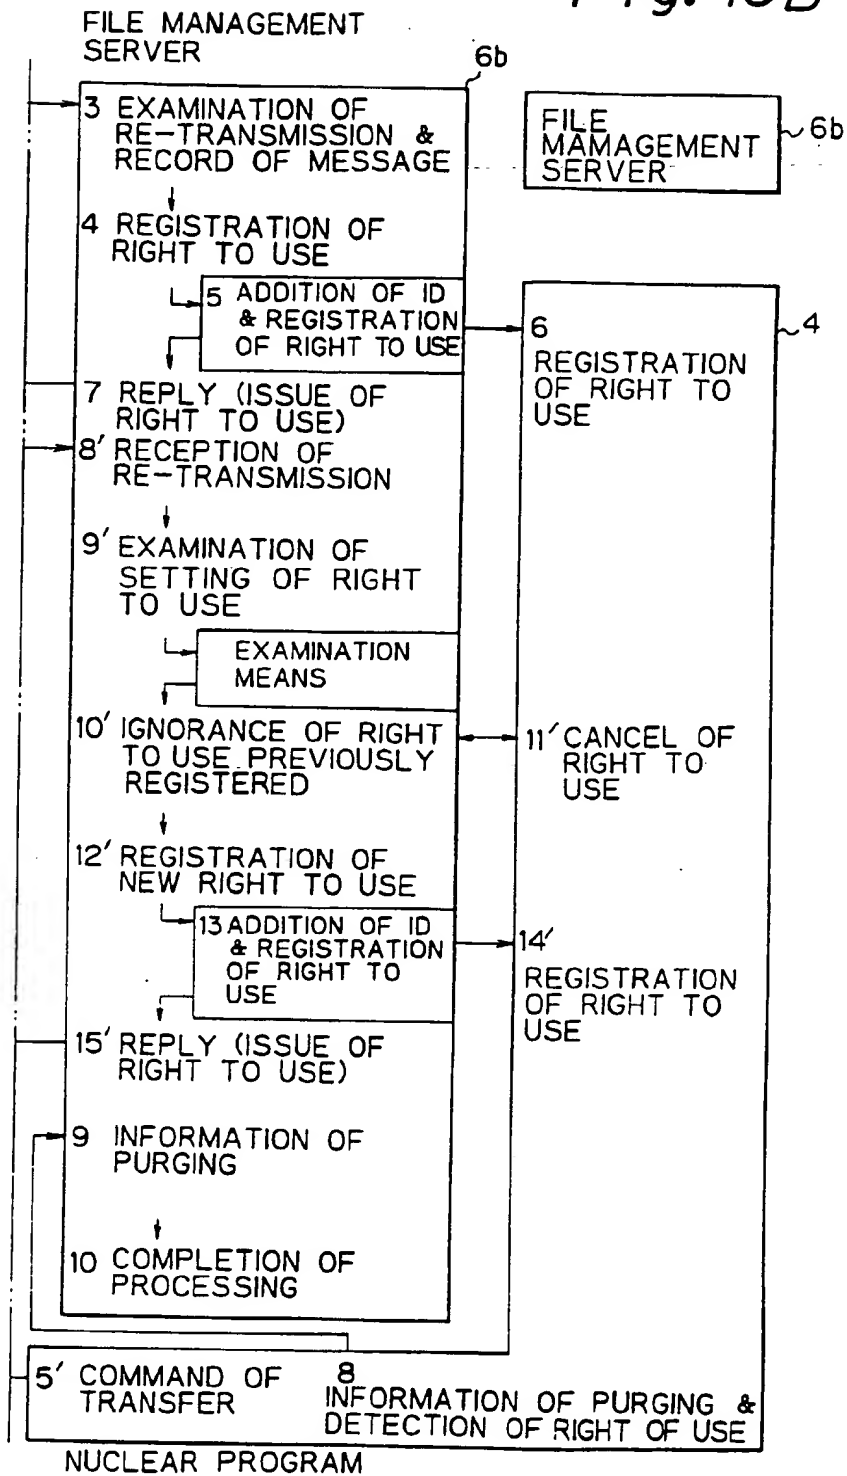 FILE MANAGEMENT
SERVER
6b
3 EXAMINATION OF
RE-TRANSMISSION &
RECORD OF MESSAGE
FILE
MAMAGEMENT
SERVER
6b
4 REGISTRATION OF
RIGHT TO USE
5 ADDITION OF ID
& REGISTRATION
OF RIGHT TO USE
6
REGISTRATION
OF RIGHT TO
USE
4
7 REPLY (ISSUE OF
RIGHT TO USE)
8' RECEPTION OF
RE-TRANSMISSION
9' EXAMINATION OF
SETTING OF RIGHT
TO USE
EXAMINATION
MEANS
10' IGNORANCE OF RIGHT
TO USE PREVIOUSLY
REGISTERED
11' CANCEL OF
RIGHT TO
USE
12' REGISTRATION OF
NEW RIGHT TO USE
13 ADDITION OF ID
& REGISTRATION
OF RIGHT TO
USE
14'
REGISTRATION
OF RIGHT TO
USE
15' REPLY (ISSUE OF
RIGHT TO USE)
9 INFORMATION OF
PURGING
10 COMPLETION OF
PROCESSING
5' COMMAND OF
TRANSFER
8
INFORMATION OF PURGING &
DETECTION OF RIGHT OF USE
NUCLEAR PROGRAM